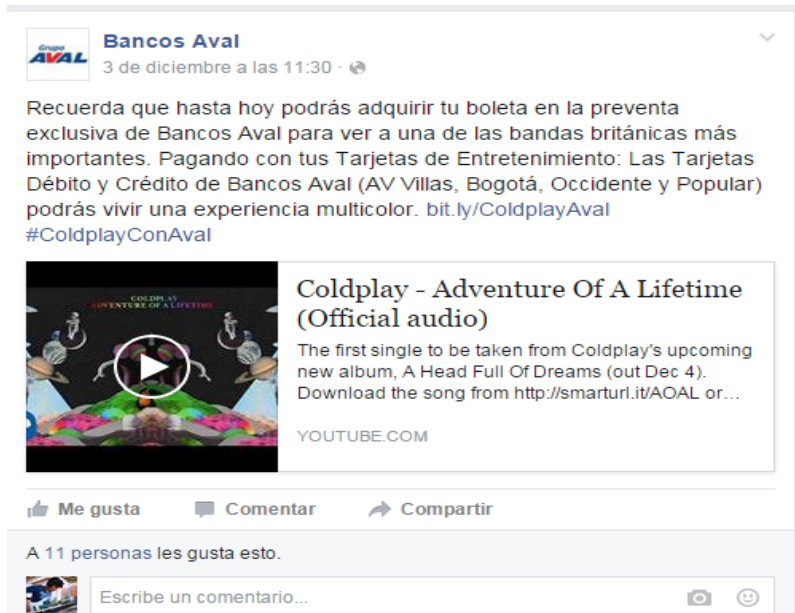 Grupo
AVAL
Bancos Aval
3 de diciembre a las 11:30 ·
Recuerda que hasta hoy podrás adquirir tu boleta en la preventa
exclusiva de Bancos Aval para ver a una de las bandas británicas más
importantes. Pagando con tus Tarjetas de Entretenimiento: Las Tarjetas
Débito y Crédito de Bancos Aval (AV Villas, Bogotá, Occidente y Popular)
podrás vivir una experiencia multicolor. bit.ly/ColdplayAval
#ColdplayConAval
COLDPLAY
ADVENTURE OF A LIFETIME
Coldplay - Adventure Of A Lifetime
(Official audio)
The first single to be taken from Coldplay's upcoming
new album, A Head Full Of Dreams (out Dec 4).
Download the song from http://smarturl.it/AOAL or...
YOUTUBE.COM
Me gusta Comentar Compartir
A 11 personas les gusta esto.
Escribe un comentario...